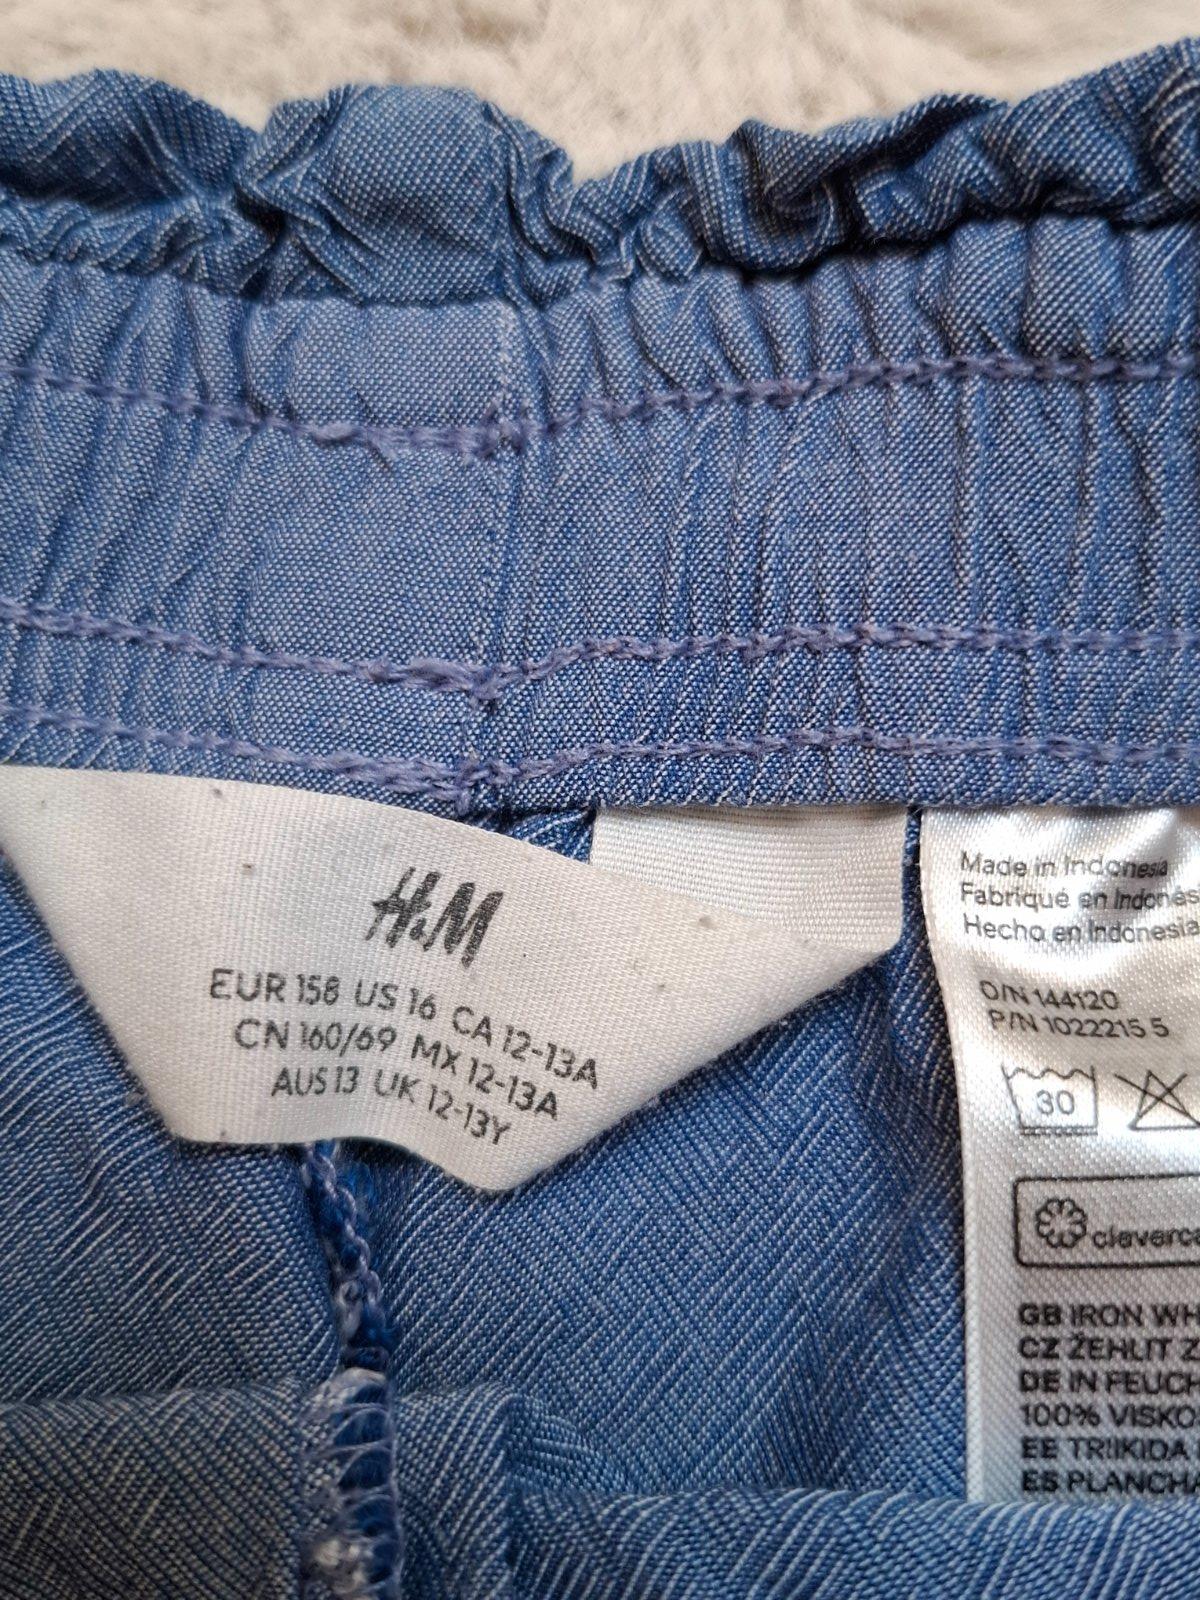 H&M
EUR 158 US 16 CA 12-13A
CN 160/69 MX 12-13A
AUS 13 UK 12-13Y
Made in Indonesia
Fabriqué en Indonés
Hecho en Indonesia
O/N 144120
P/N 1022215 5
30
cleverca
GB IRON WH
CZ ŽEHLIT Z
DE IN FEUCH
100% VISKO
EE TRIIKIDA
ES PLANCHA